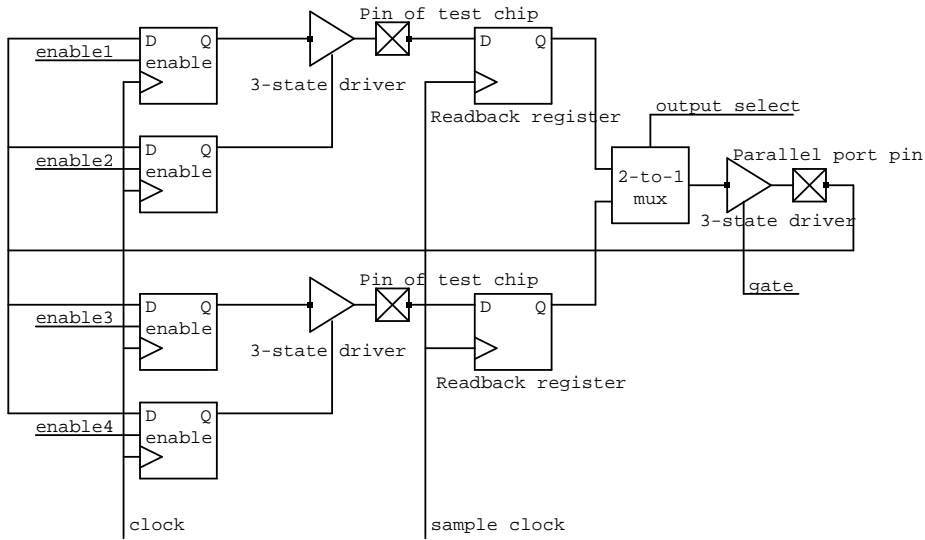 Pin of test chip
D Q
enable1
enable
3-state driver
D Q
Readback register
output select
D Q
enable2
enable
2-to-1
mux
Parallel port pin
3-state driver
gate
Pin of test chip
D Q
enable3
enable
3-state driver
D Q
Readback register
D Q
enable4
enable
clock
sample clock